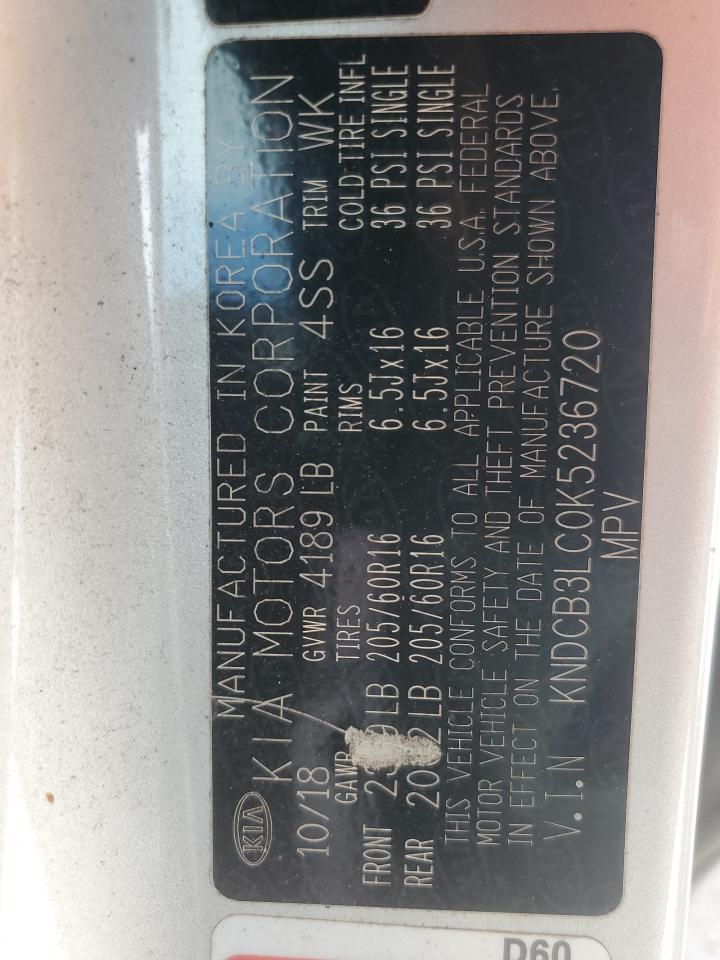 KIA
MANUFACTURED IN KOREA BY
KIA MOTORS CORPORATION
10/18 GVWR 4189 LB PAINT 4SS TRIM WK
GAWR TIRES RIMS COLD TIRE INFL
FRONT LB 205/60R16 6.5Jx16 36 PSI SINGLE
REAR LB 205/60R16 6.5Jx16 36 PSI SINGLE
THIS VEHICLE CONFORMS TO ALL APPLICABLE U.S.A. FEDERAL
MOTOR VEHICLE SAFETY AND THEFT PREVENTION STANDARDS
IN EFFECT ON THE DATE OF MANUFACTURE SHOWN ABOVE.
V.I.N KNDCB3LC0K5236720
MPV
D60